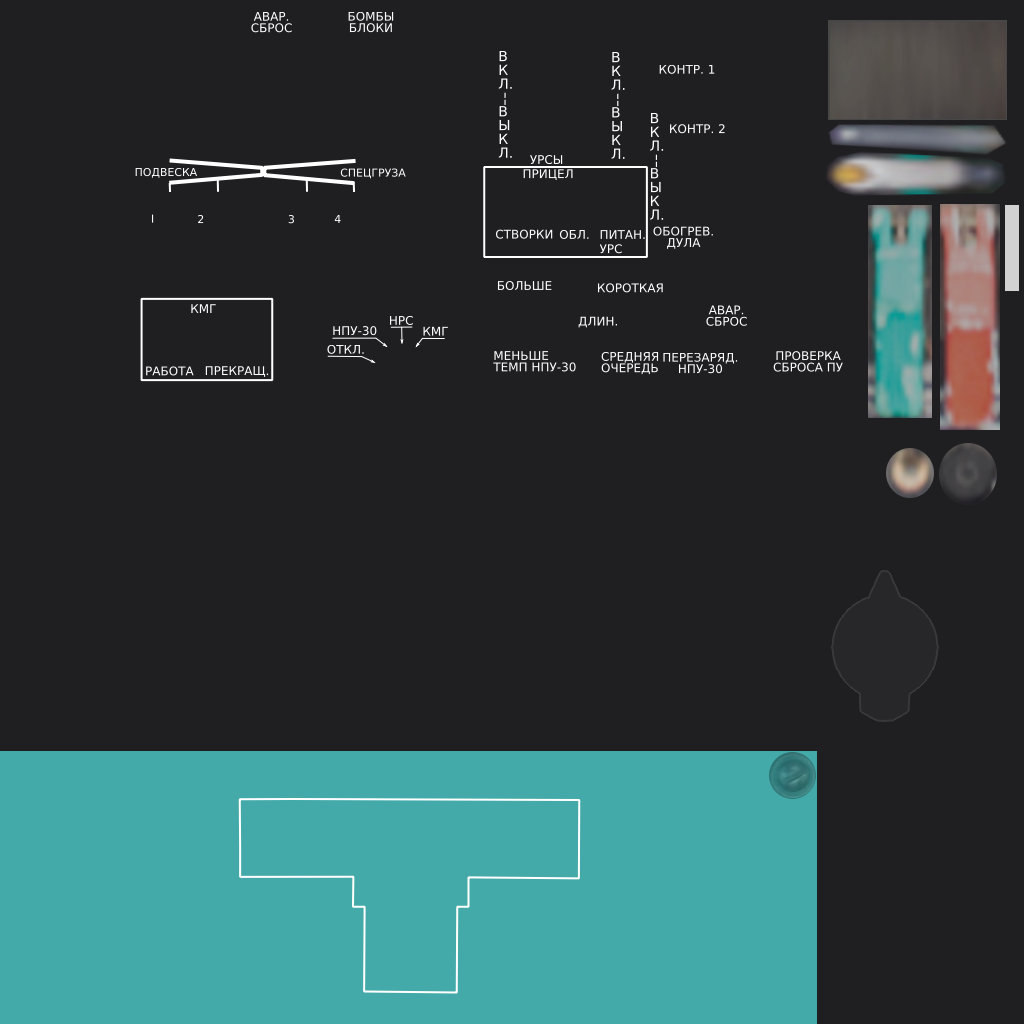 АВАР.
СБРОС
БОМБЫ
БЛОКИ
В
К
Л.
В
Ы
К
Л.
В
К
Л.
В
Ы
К
Л.
КОНТР. 1
В
К
Л.
В
Ы
К
Л.
КОНТР. 2
ПОДВЕСКА
СПЕЦГРУЗА
I 2 3 4
УРСЫ
ПРИЦЕЛ
СТВОРКИ ОБЛ. ПИТАН.
УРС
ОБОГРЕВ.
ДУЛА
БОЛЬШЕ
КОРОТКАЯ
ДЛИН.
АВАР.
СБРОС
КМГ
РАБОТА ПРЕКРАЩ.
НПУ-30
НРС
КМГ
ОТКЛ.
МЕНЬШЕ
ТЕМП НПУ-30
СРЕДНЯЯ
ОЧЕРЕДЬ
ПЕРЕЗАРЯД.
НПУ-30
ПРОВЕРКА
СБРОСА ПУ